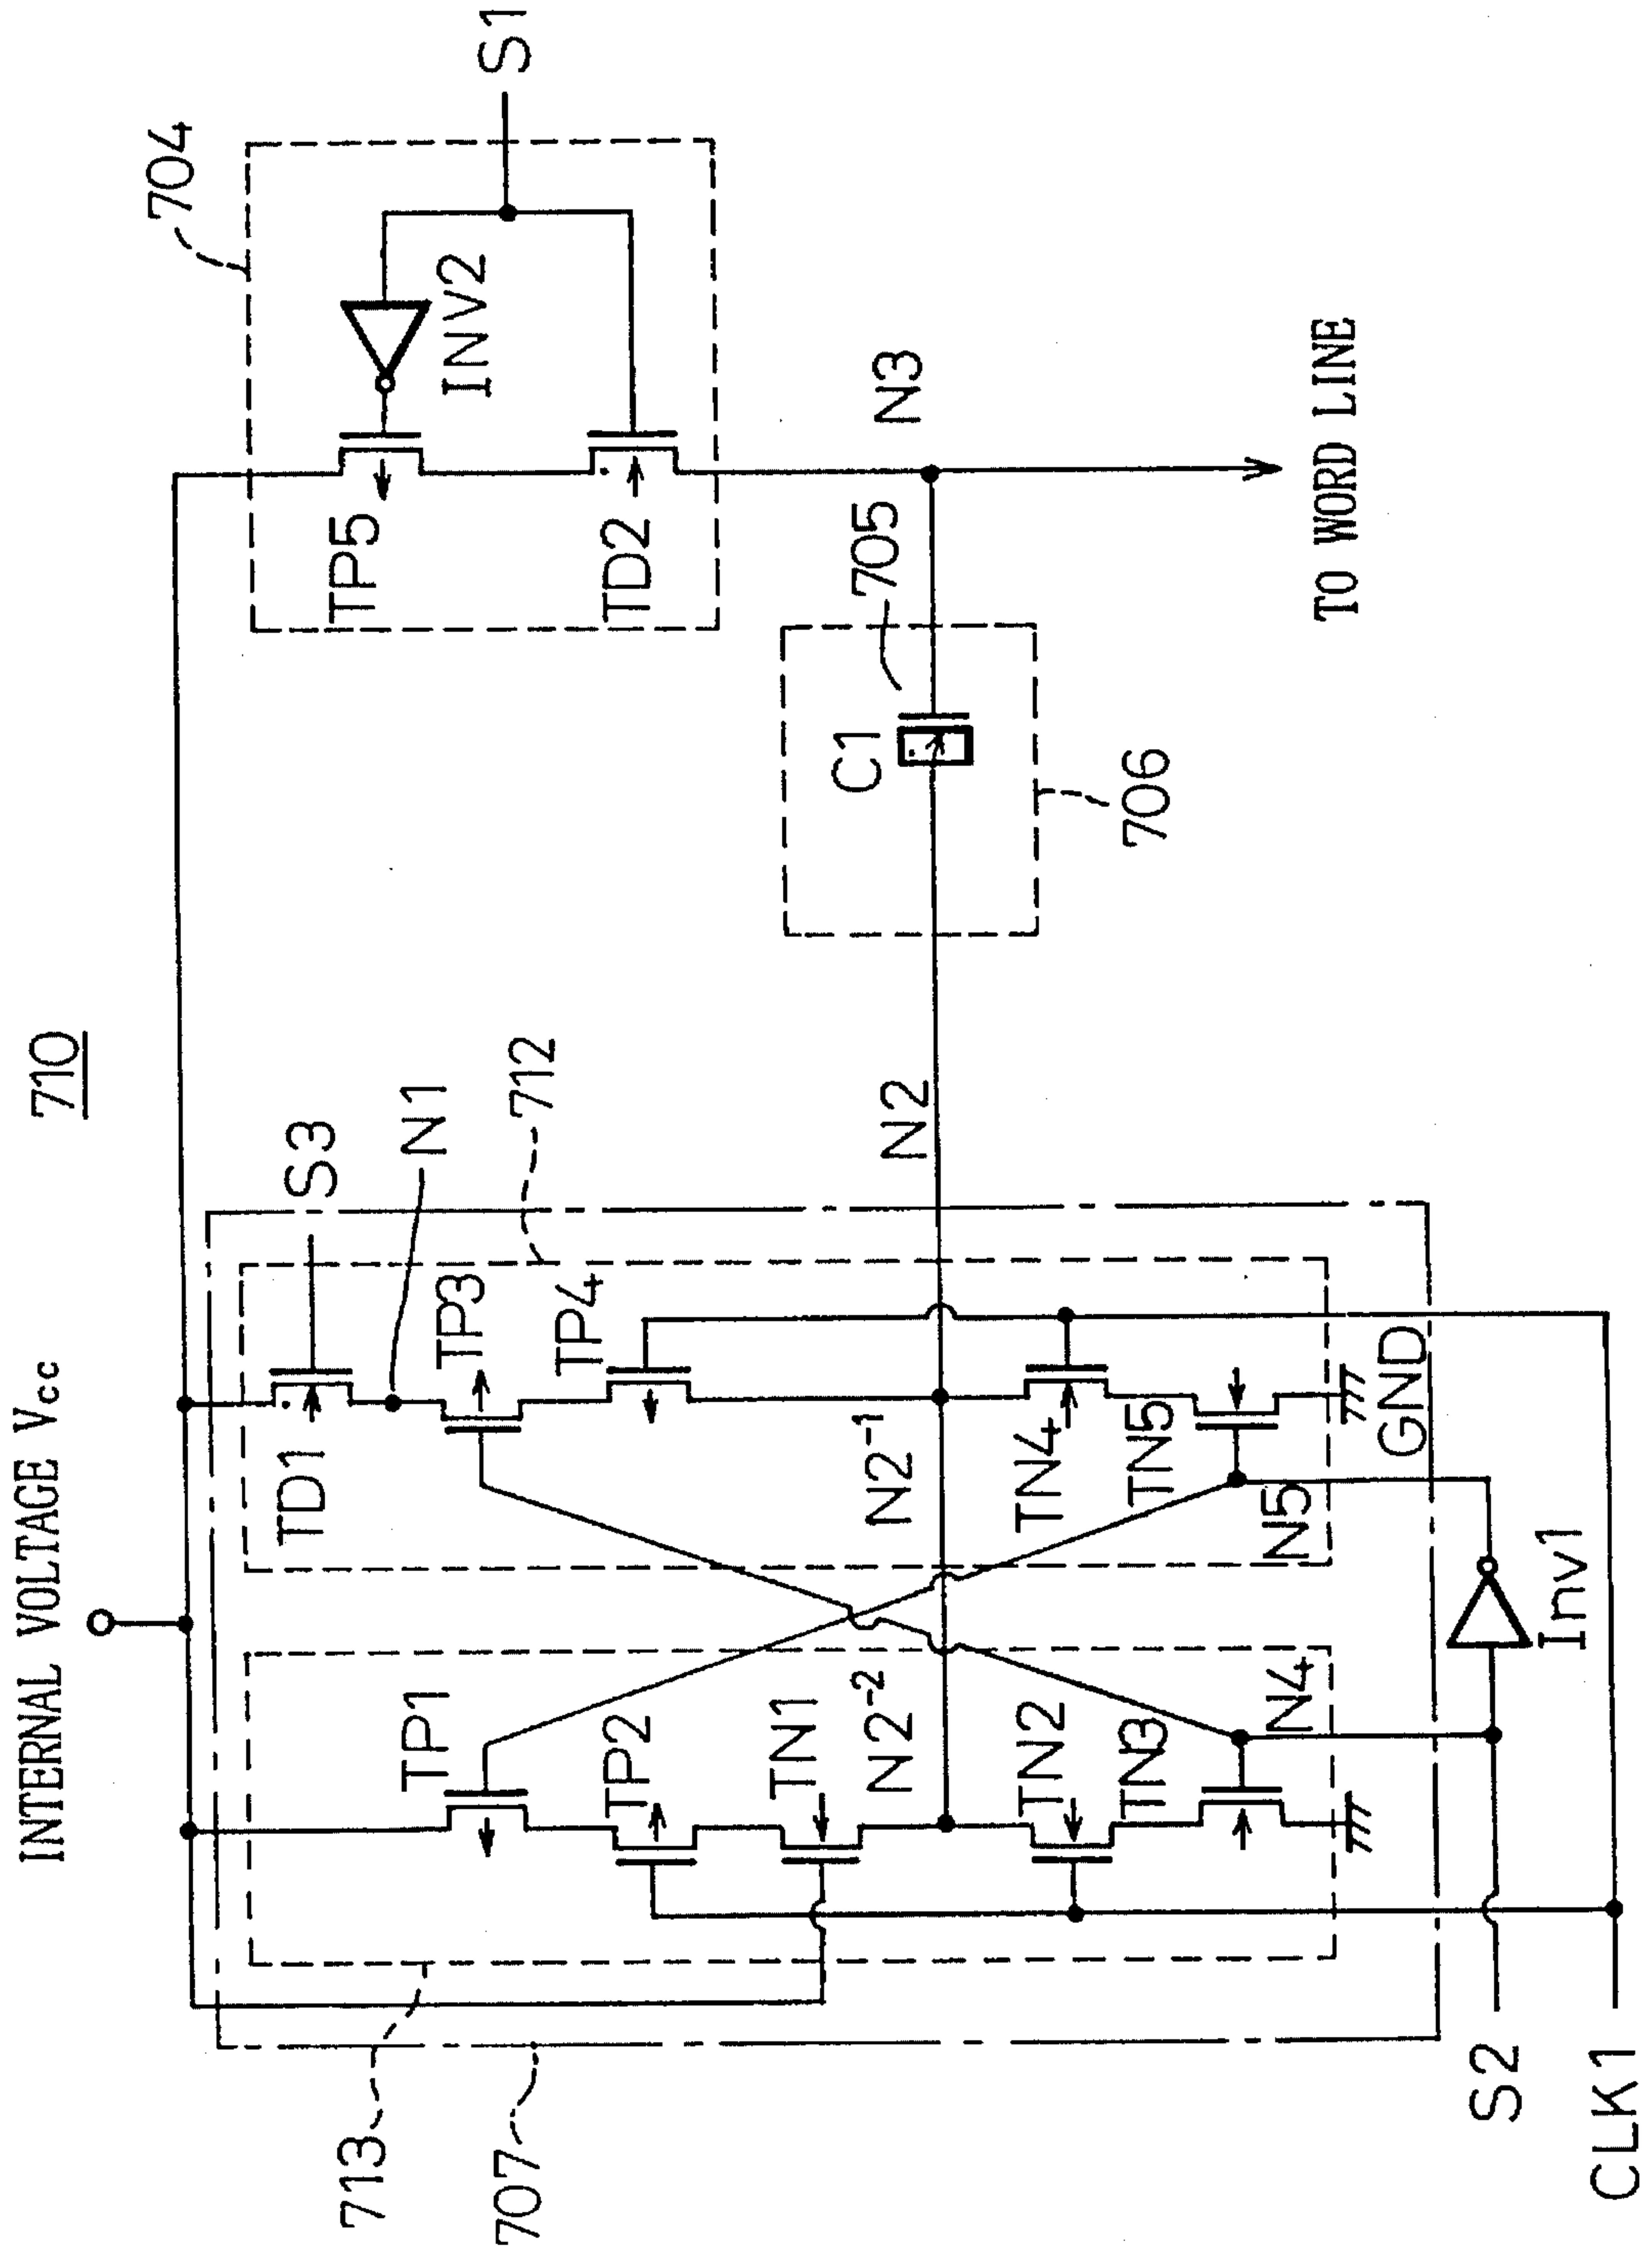 710
INTERNAL VOLTAGE Vcc
704
S1
INV2
TP5
TD2
N3
705
C1
706
TO WORD LINE
N2
712
N1
S3
TD1
TP3
TP4
N2-1
TN4
TN5
N5
GND
TP1
TP2
TN1
N2-2
TN2
TN3
N4
Inv1
713
707
S2
CLK1